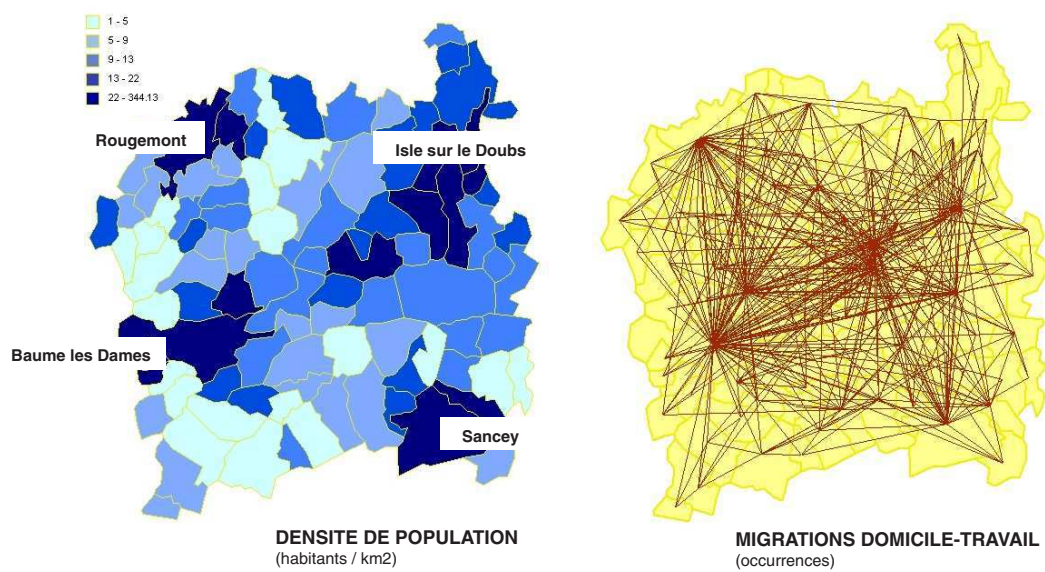 1 - 5
5 - 9
9 - 13
13 - 22
22 - 344.13
Rougemont
Isle sur le Doubs
Baume les Dames
Sancey
DENSITE DE POPULATION
(habitants / km2)
MIGRATIONS DOMICILE-TRAVAIL
(occurrences)